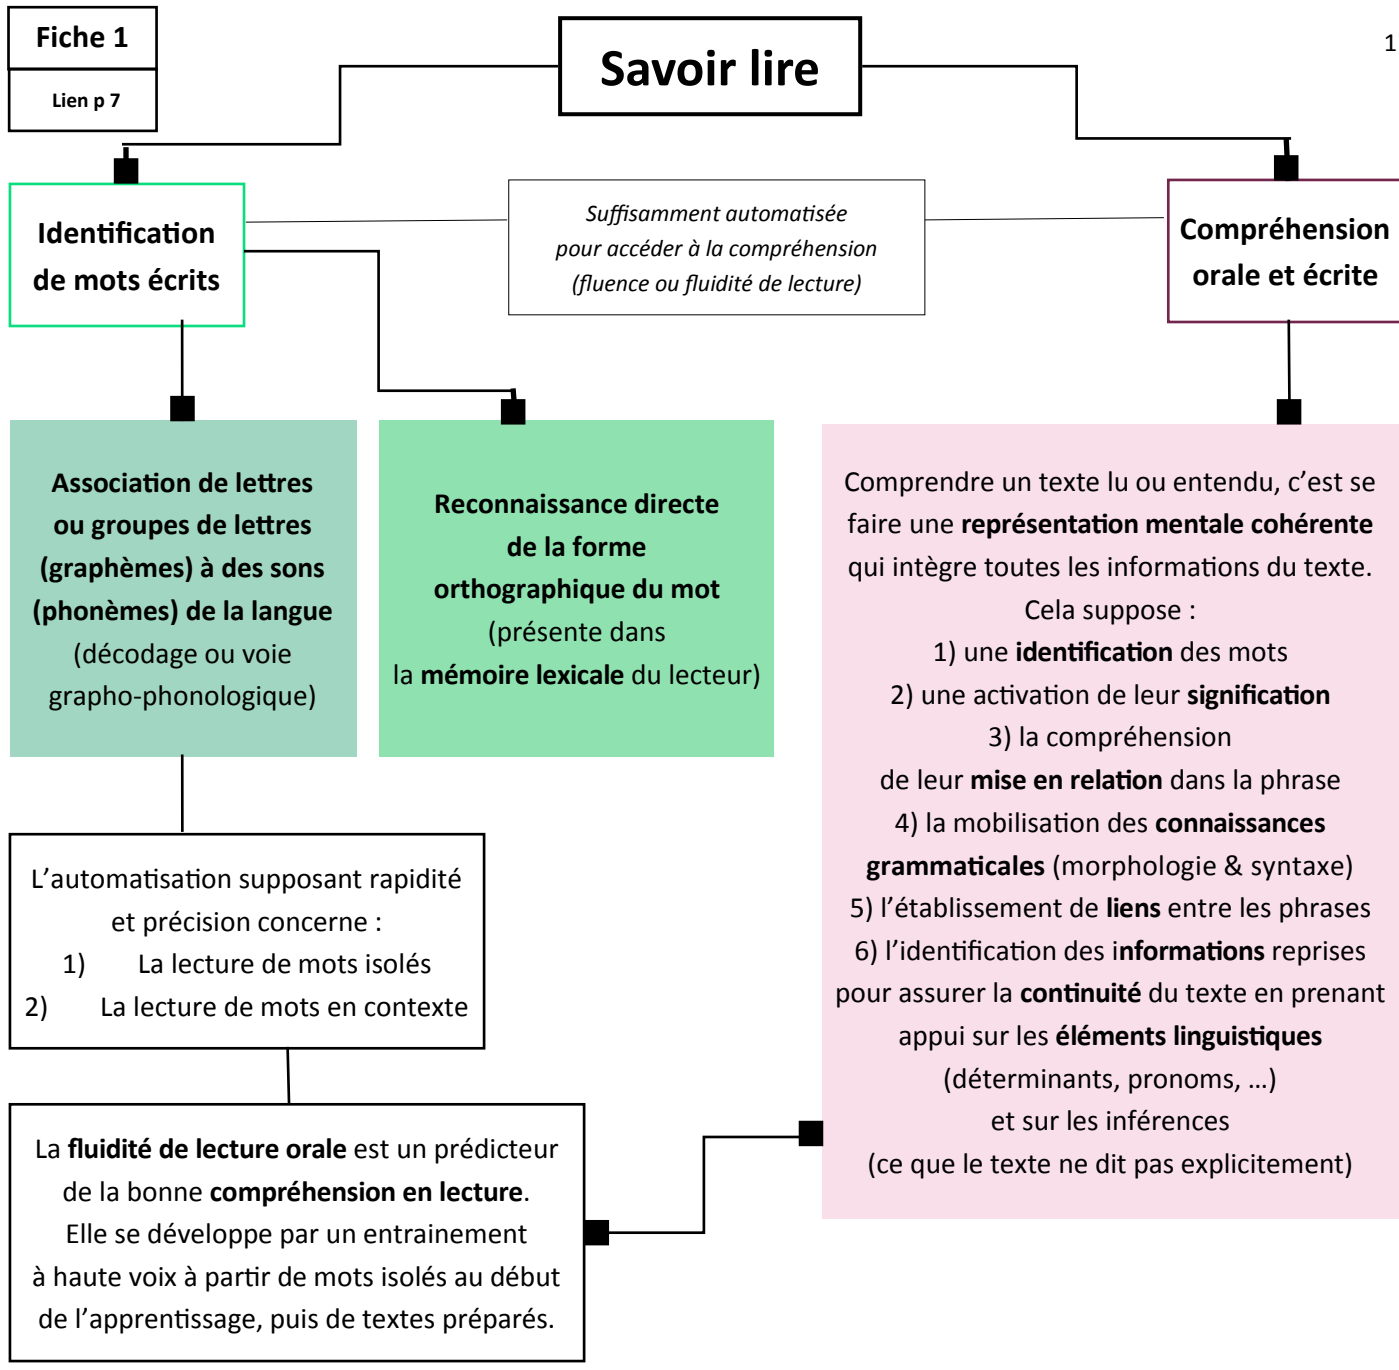 Fiche 1
Lien p 7
Savoir lire
1
Identification
de mots écrits
Suffisamment automatisée
pour accéder à la compréhension
(fluence ou fluidité de lecture)
Compréhension
orale et écrite
Association de lettres
ou groupes de lettres
(graphèmes) à des sons
(phonèmes) de la langue
(décodage ou voie
grapho-phonologique)
Reconnaissance directe
de la forme
orthographique du mot
(présente dans
la mémoire lexicale du lecteur)
Comprendre un texte lu ou entendu, c’est se
faire une représentation mentale cohérente
qui intègre toutes les informations du texte.
Cela suppose :
1) une identification des mots
2) une activation de leur signification
3) la compréhension
de leur mise en relation dans la phrase
4) la mobilisation des connaissances
grammaticales (morphologie & syntaxe)
5) l’établissement de liens entre les phrases
6) l’identification des informations reprises
pour assurer la continuité du texte en prenant
appui sur les éléments linguistiques
(déterminants, pronoms, …)
et sur les inférences
(ce que le texte ne dit pas explicitement)
L’automatisation supposant rapidité
et précision concerne :
1) La lecture de mots isolés
2) La lecture de mots en contexte
La fluidité de lecture orale est un prédicteur
de la bonne compréhension en lecture.
Elle se développe par un entrainement
à haute voix à partir de mots isolés au début
de l’apprentissage, puis de textes préparés.